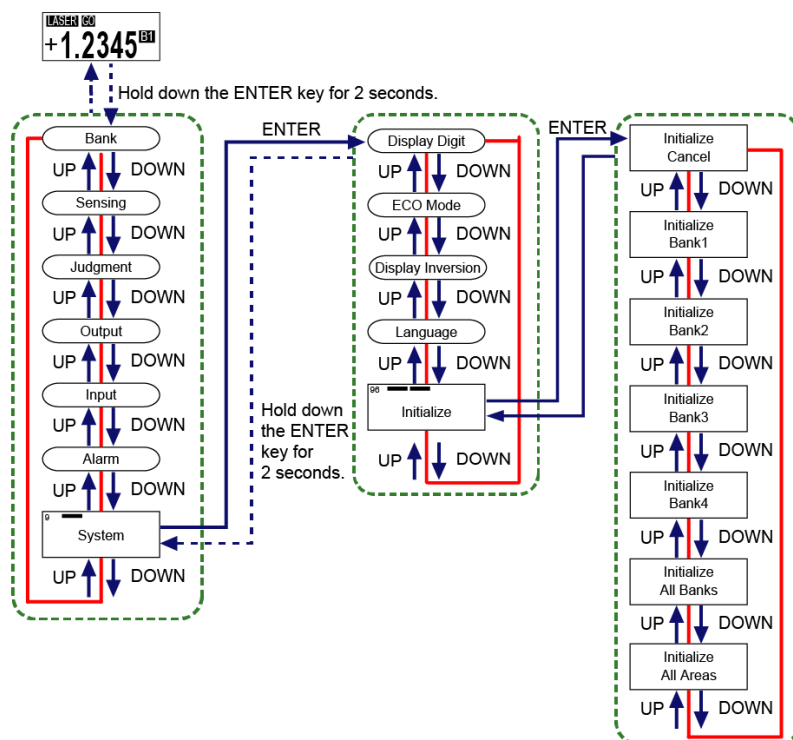 LASER GO
+1.2345 B1
Hold down the ENTER key for 2 seconds.
Bank
UP DOWN
Sensing
UP DOWN
Judgment
UP DOWN
Output
UP DOWN
Input
UP DOWN
Alarm
UP DOWN
9
System
UP DOWN
ENTER
Hold down
the ENTER
key for
2 seconds.
Display Digit
UP DOWN
ECO Mode
UP DOWN
Display Inversion
UP DOWN
Language
UP DOWN
96
Initialize
UP DOWN
ENTER
Initialize
Cancel
UP DOWN
Initialize
Bank1
UP DOWN
Initialize
Bank2
UP DOWN
Initialize
Bank3
UP DOWN
Initialize
Bank4
UP DOWN
Initialize
All Banks
UP DOWN
Initialize
All Areas
UP DOWN